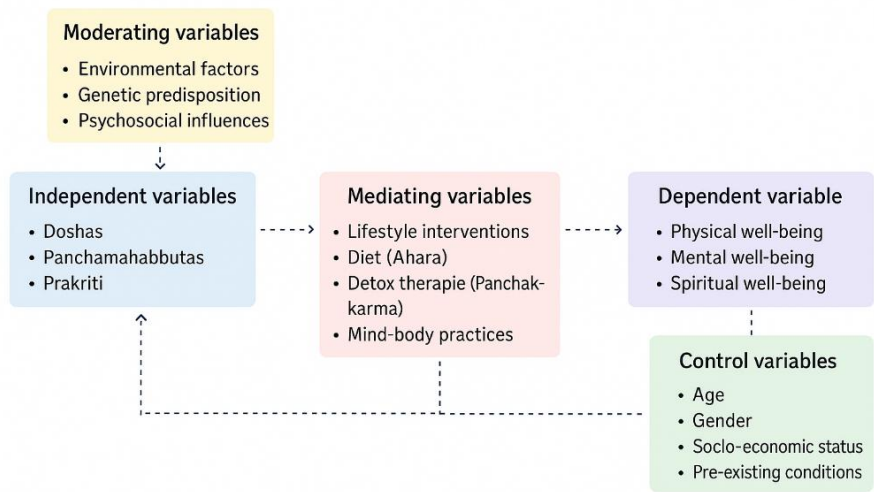 Moderating variables
• Environmental factors
• Genetic predisposition
• Psychosocial influences
Independent variables
• Doshas
• Panchamahabbutas
• Prakriti
Mediating variables
• Lifestyle interventions
• Diet (Ahara)
• Detox therapie (Panchak-
karma)
• Mind-body practices
Dependent variable
• Physical well-being
• Mental well-being
• Spiritual well-being
Control variables
• Age
• Gender
• Soclo-economic status
• Pre-existing conditions